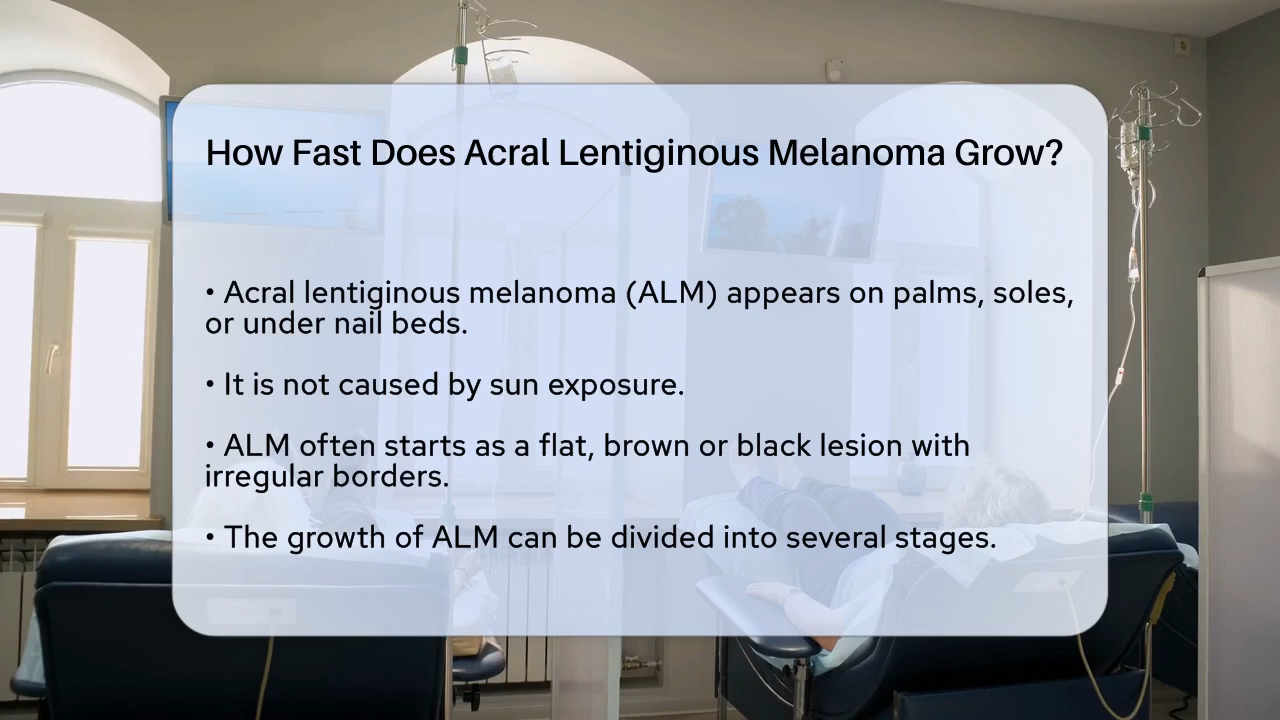 How Fast Does Acral Lentiginous Melanoma Grow?
• Acral lentiginous melanoma (ALM) appears on palms, soles,
or under nail beds.
• It is not caused by sun exposure.
• ALM often starts as a flat, brown or black lesion with
irregular borders.
• The growth of ALM can be divided into several stages.